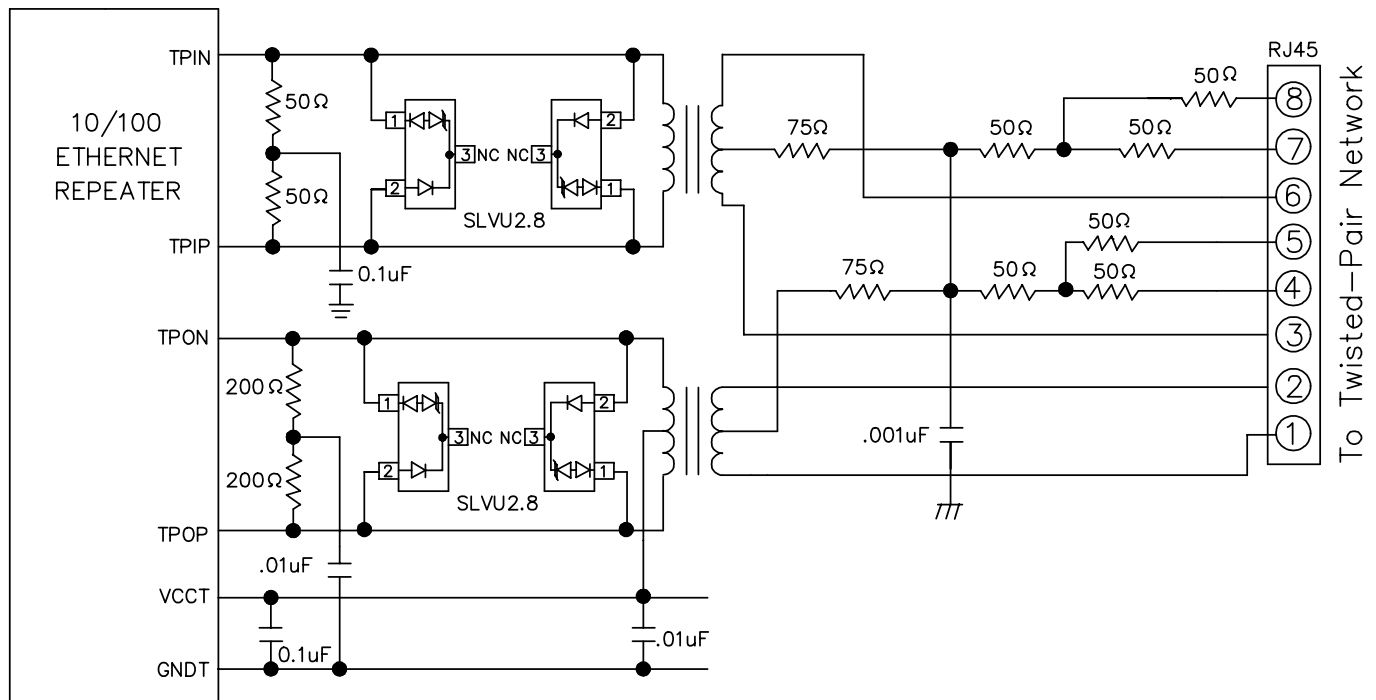 10/100
ETHERNET
REPEATER
TPIN
50Ω
50Ω
TPIP
0.1uF
1
2
3
NC
NC
3
2
1
SLVU2.8
TPON
200Ω
200Ω
TPOP
1
2
3
NC
NC
3
2
1
SLVU2.8
.01uF
VCCT
0.1uF
.01uF
GNDT
75Ω
50Ω
50Ω
50Ω
75Ω
50Ω
50Ω
50Ω
.001uF
RJ45
8
7
6
5
4
3
2
1
To Twisted–Pair Network